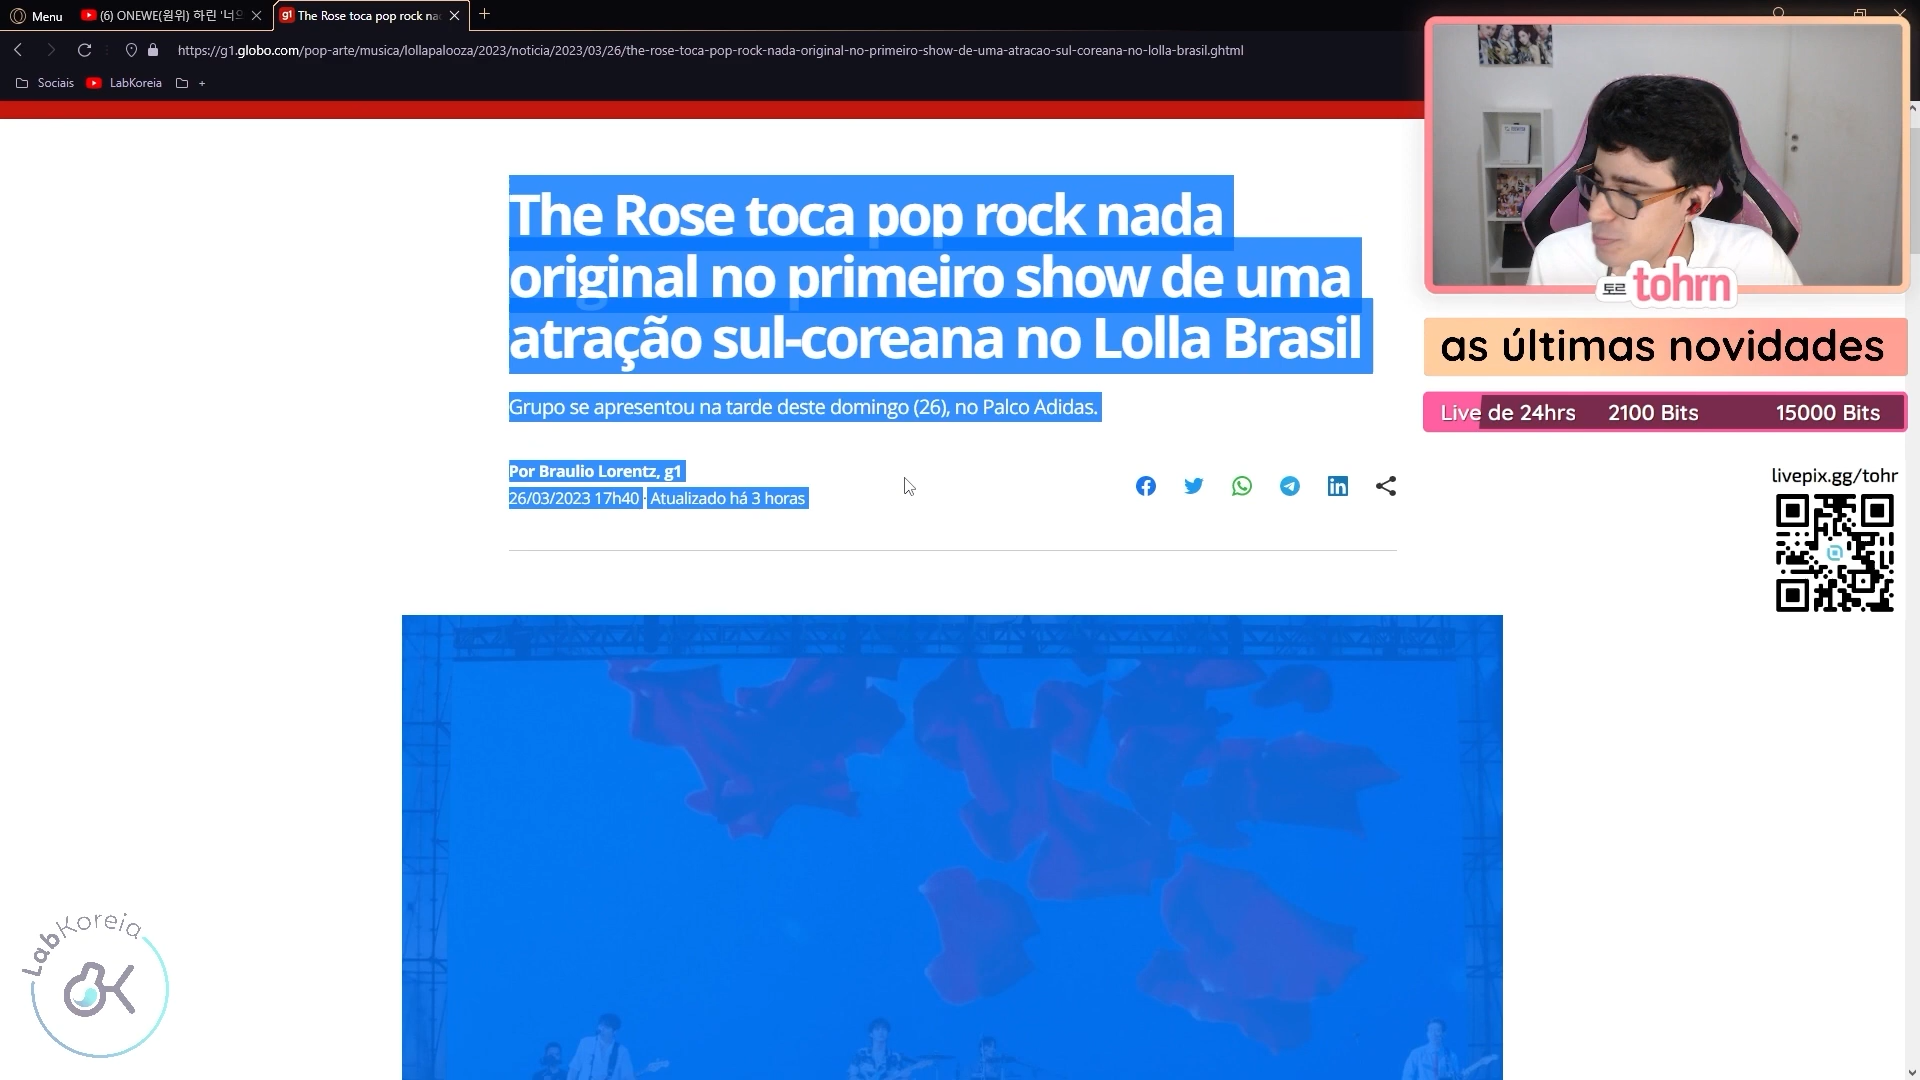 Menu
(6) ONEWE(원위) 하린 '너의
g1 The Rose toca pop rock nad
https://g1.globo.com/pop-arte/musica/lollapalooza/2023/noticia/2023/03/26/the-rose-toca-pop-rock-nada-original-no-primeiro-show-de-uma-atracao-sul-coreana-no-lolla-brasil.ghtml
Sociais
LabKoreia
+
The Rose toca pop rock nada
original no primeiro show de uma
atração sul-coreana no Lolla Brasil
Grupo se apresentou na tarde deste domingo (26), no Palco Adidas.
Por Braulio Lorentz, g1
26/03/2023 17h40 · Atualizado há 3 horas
토르 tohrn
as últimas novidades
Live de 24hrs 2100 Bits 15000 Bits
livepix.gg/tohr
LabKoreia